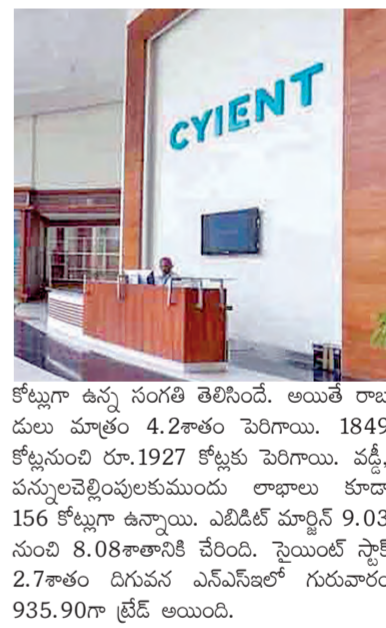 CYIENT
కోట్లుగా ఉన్న సంగతి తెలిసిందే. అయితే రాబ
డులు మాత్రం 4.2శాతం పెరిగాయి. 1849
కోట్లనుంచి రూ.1927 కోట్లకు పెరిగాయి. వడ్డీ,
పన్నులచెల్లింపులకుముందు లాభాలు కూడా
156 కోట్లుగా ఉన్నాయి. ఎబిడిట్ మార్జిన్ 9.03
నుంచి 8.08శాతానికి చేరింది. సైయింట్ స్టాక్
2.7శాతం దిగువన ఎన్ఎస్ఇలో గురువారం
935.90గా ట్రేడ్ అయింది.